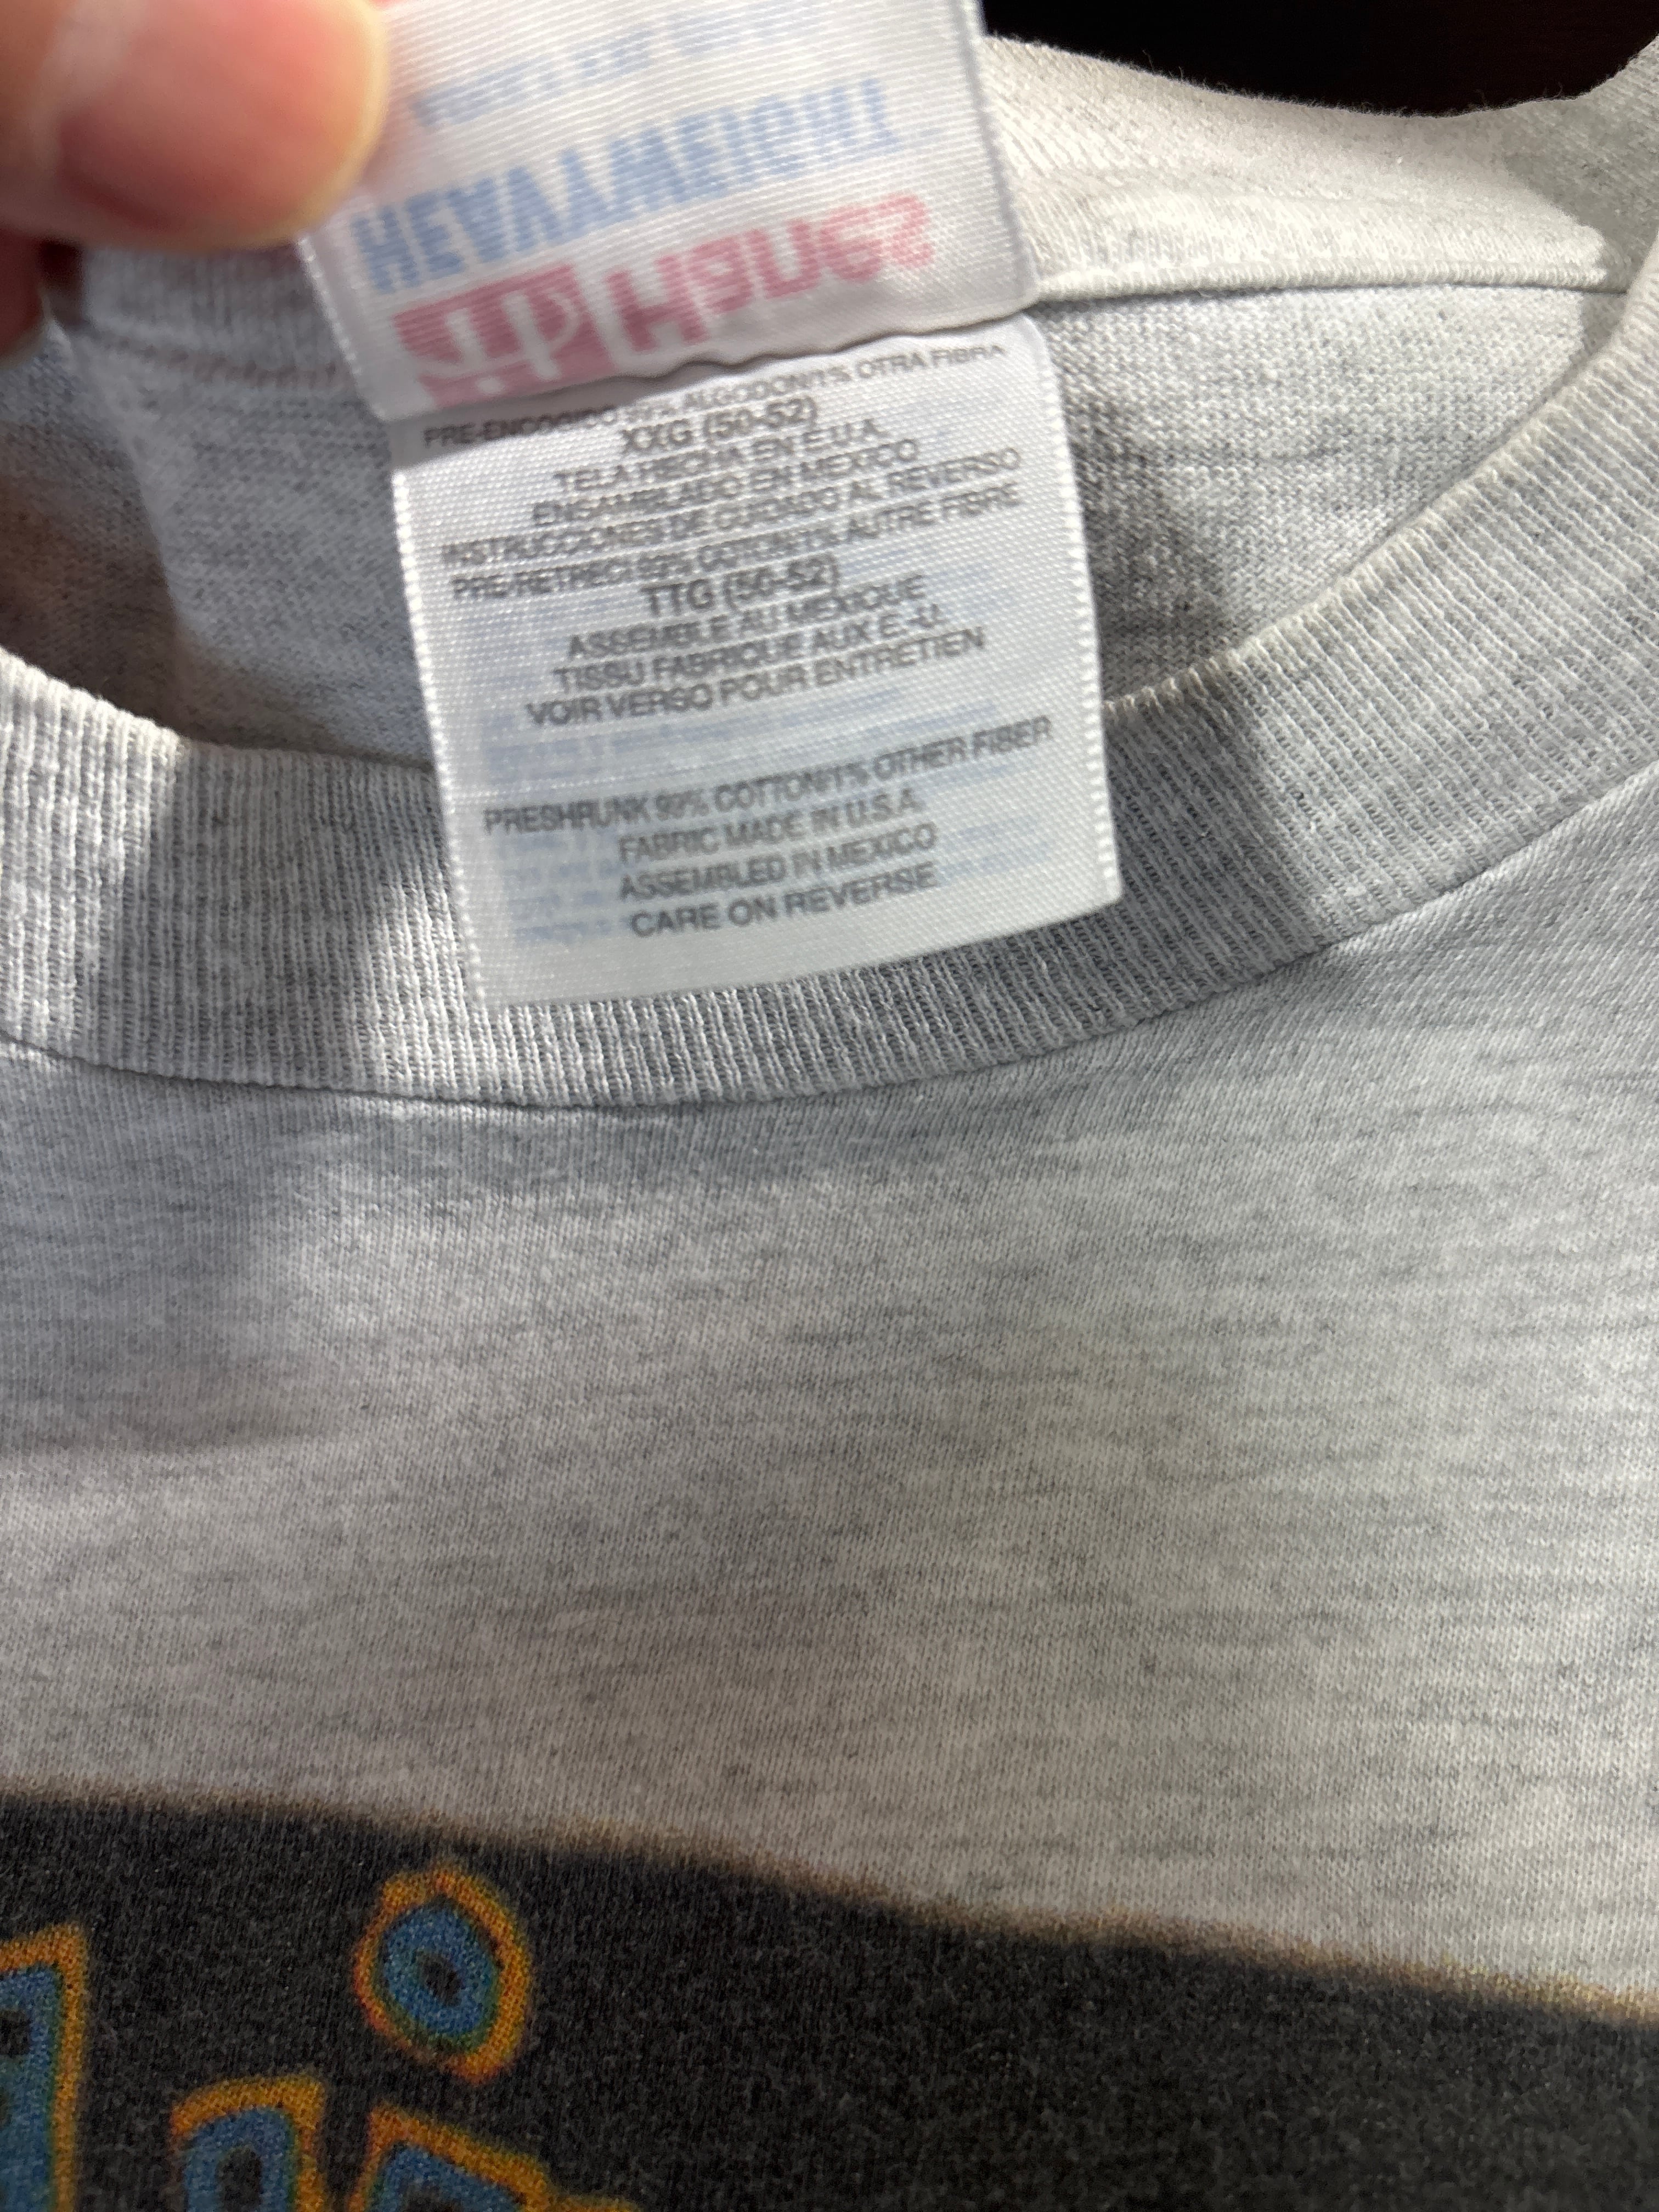 HEAVYWEIGHT
Hanes
PRE-ENCOGIDO 99% ALGODON/1% OTRA FIBRA
XXG (50-52)
TELA HECHA EN E.U.A.
ENSAMBLADO EN MEXICO
INSTRUCCIONES DE CUIDADO AL REVERSO
PRE-RETRECI 99% COTON/1% AUTRE FIBRE
TTG (50-52)
ASSEMBLE AU MEXIQUE
TISSU FABRIQUE AUX E.-U.
VOIR VERSO POUR ENTRETIEN
PRESHRUNK 99% COTTON/1% OTHER FIBER
FABRIC MADE IN U.S.A.
ASSEMBLED IN MEXICO
CARE ON REVERSE